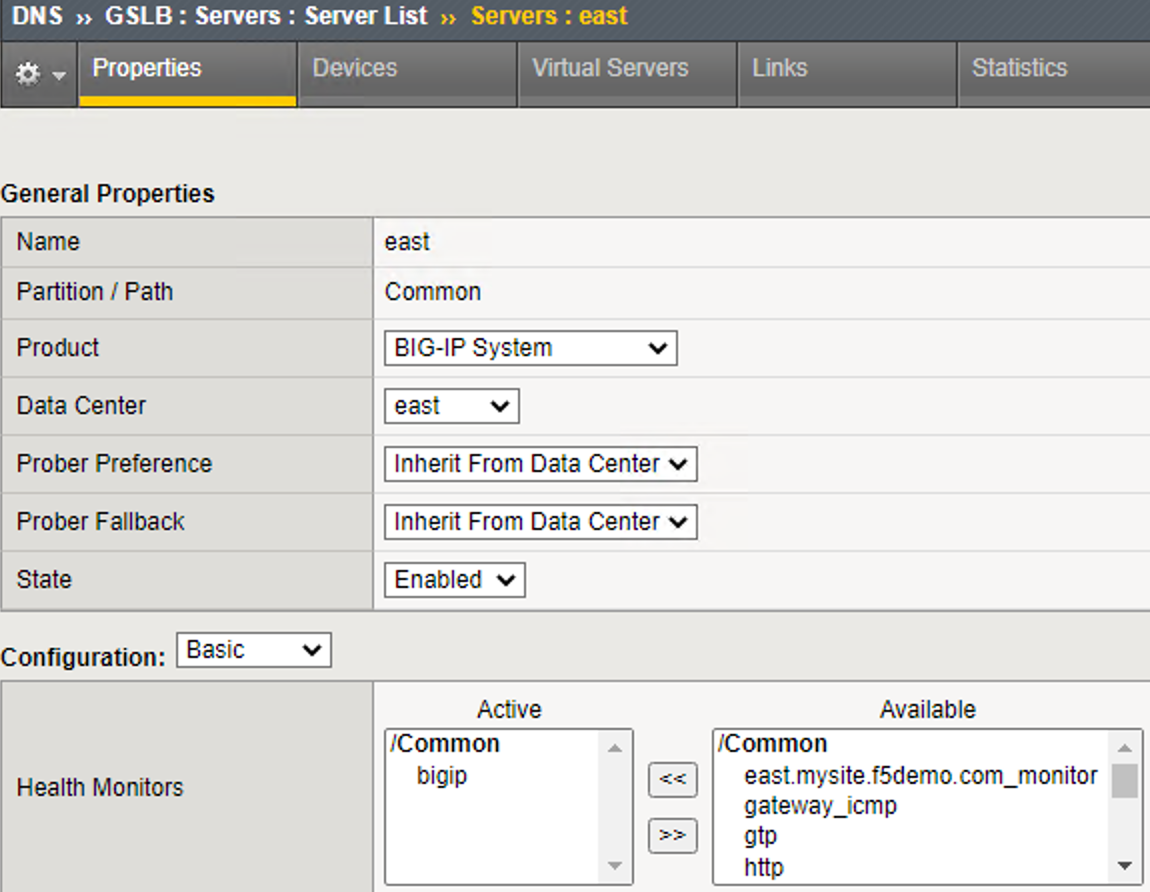 DNS ›› GSLB : Servers : Server List ›› Servers : east
Properties Devices Virtual Servers Links Statistics
General Properties
Name east
Partition / Path Common
Product BIG-IP System
Data Center east
Prober Preference Inherit From Data Center
Prober Fallback Inherit From Data Center
State Enabled
Configuration: Basic
Active Available
/Common /Common
bigip east.mysite.f5demo.com_monitor
<< gateway_icmp
Health Monitors
>> gtp
http